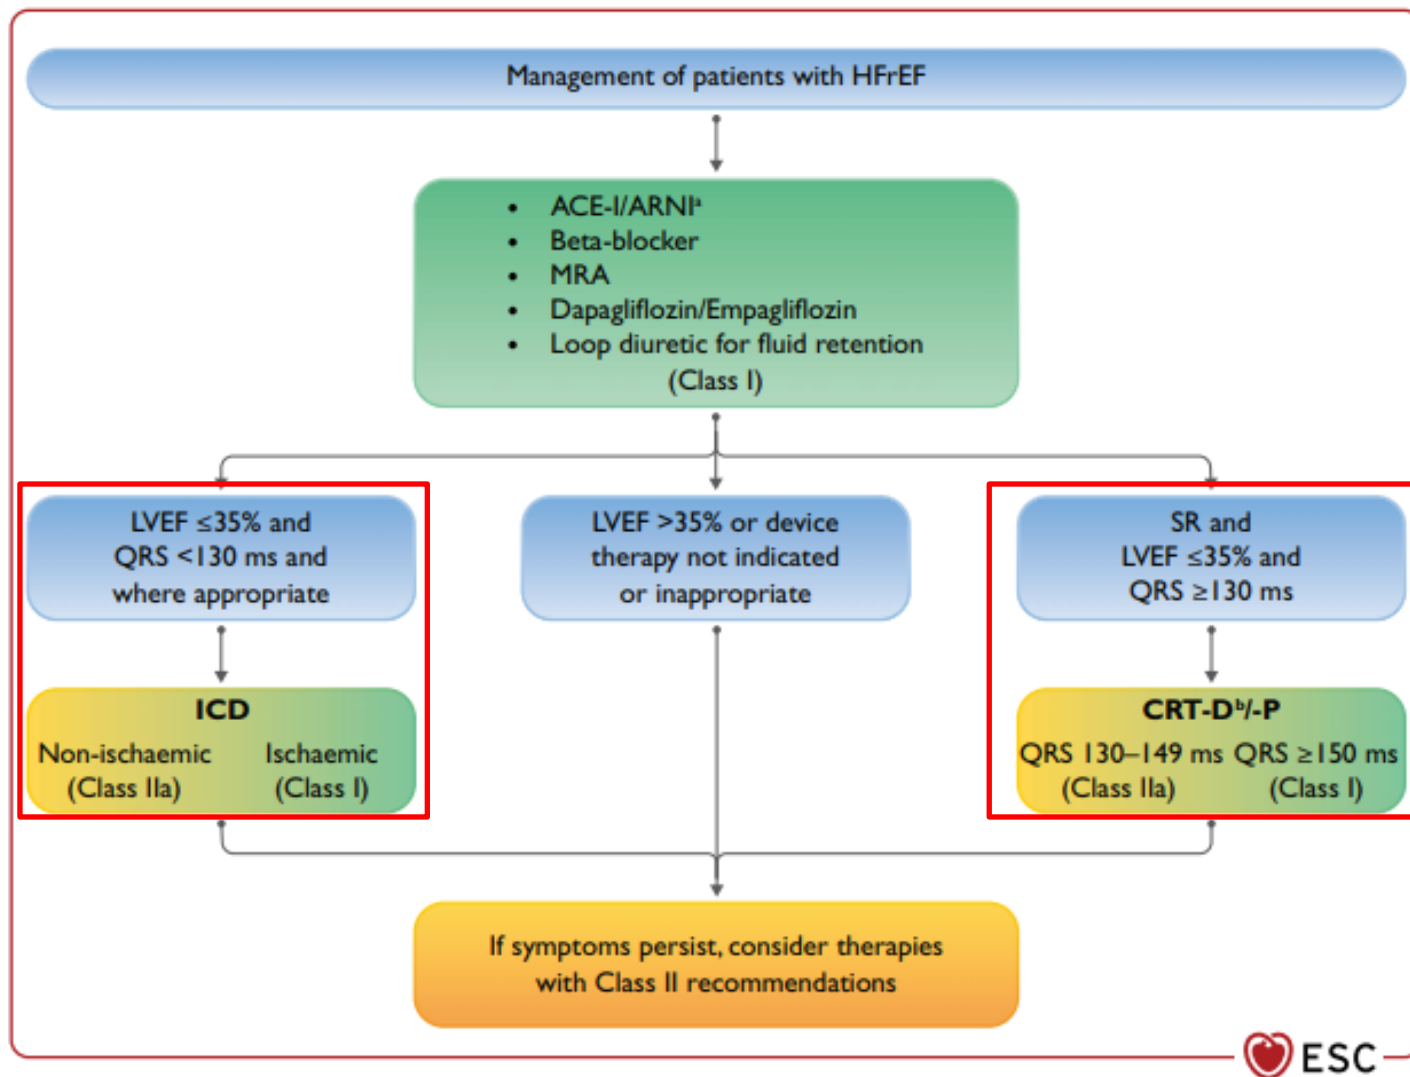 Management of patients with HFrEF
• ACE-I/ARNIᵃ
• Beta-blocker
• MRA
• Dapagliflozin/Empagliflozin
• Loop diuretic for fluid retention
(Class I)
LVEF ≤35% and
QRS <130 ms and
where appropriate
LVEF >35% or device
therapy not indicated
or inappropriate
SR and
LVEF ≤35% and
QRS ≥130 ms
ICD
Non-ischaemic
(Class IIa)
Ischaemic
(Class I)
CRT-Dᵇ/-P
QRS 130–149 ms
(Class IIa)
QRS ≥150 ms
(Class I)
If symptoms persist, consider therapies
with Class II recommendations
ESC